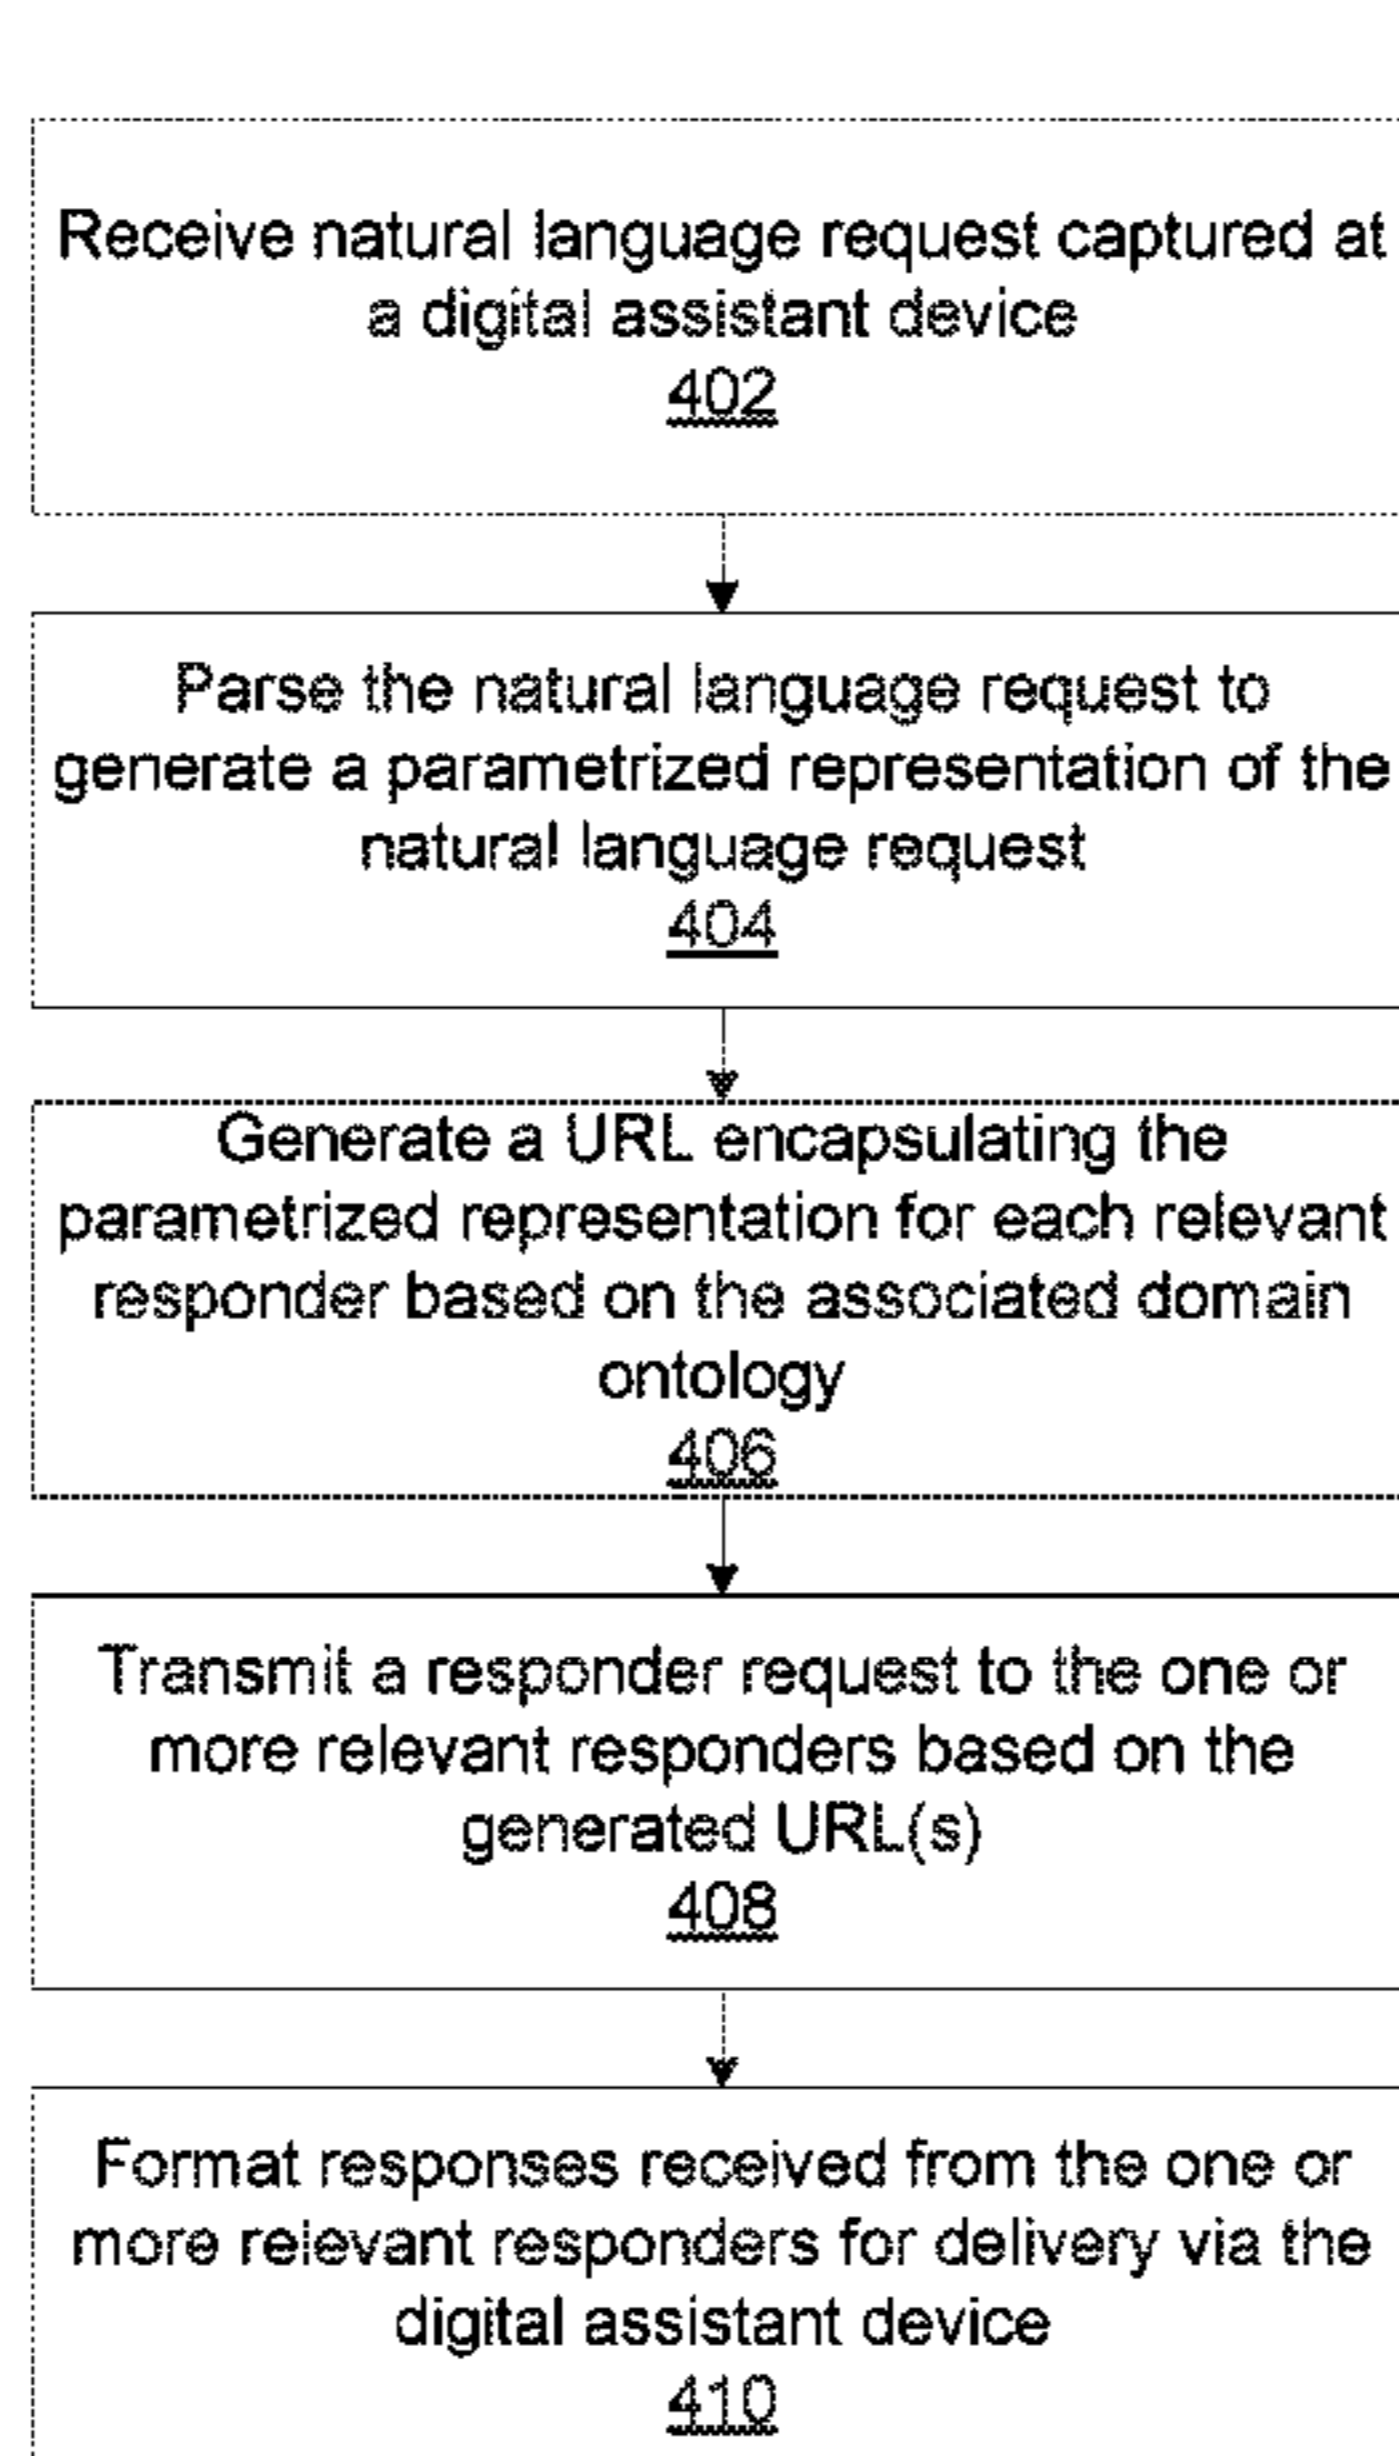 Receive natural language request captured at
a digital assistant device
402
Parse the natural language request to
generate a parametrized representation of the
natural language request
404
Generate a URL encapsulating the
parametrized representation for each relevant
responder based on the associated domain
ontology
406
Transmit a responder request to the one or
more relevant responders based on the
generated URL(s)
408
Format responses received from the one or
more relevant responders for delivery via the
digital assistant device
410